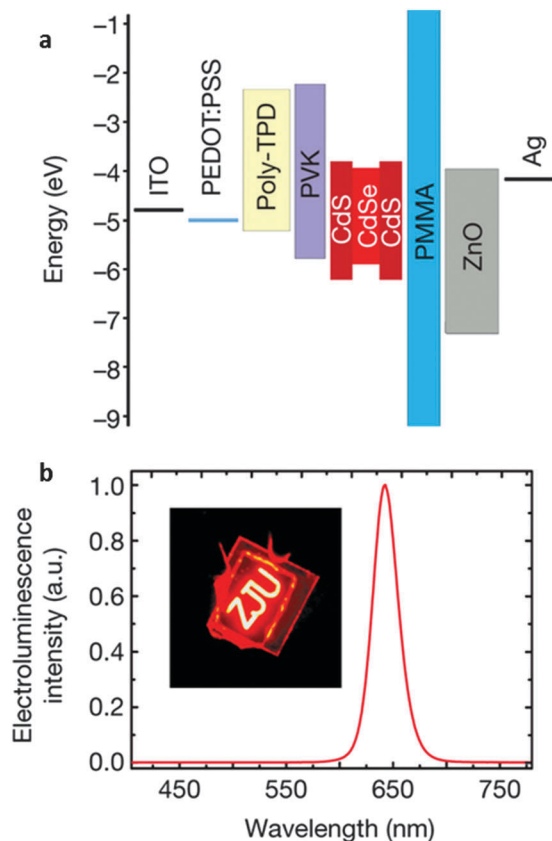 a
Energy (eV)
−1
−2
−3
−4
−5
−6
−7
−8
−9
ITO
PEDOT:PSS
Poly-TPD
PVK
CdS
CdSe
CdS
PMMA
ZnO
Ag
b
Electroluminescence
intensity (a.u.)
1.0
0.8
0.6
0.4
0.2
0.0
ZJU
450
550
650
750
Wavelength (nm)